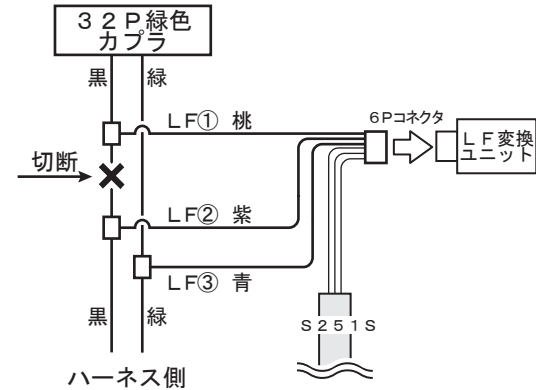 ３２Ｐ緑色
カプラ
黒
緑
ＬＦ① 桃
６Ｐコネクタ
ＬＦ変換
ユニット
切断
ＬＦ② 紫
ＬＦ③ 青
黒
緑
Ｓ２５１Ｓ
ハーネス側